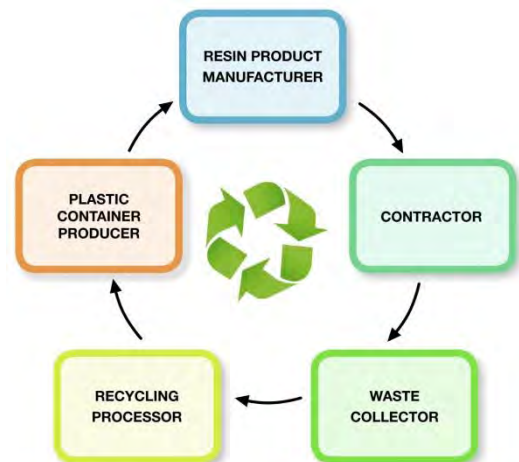 RESIN PRODUCT
MANUFACTURER
CONTRACTOR
WASTE
COLLECTOR
RECYCLING
PROCESSOR
PLASTIC
CONTAINER
PRODUCER